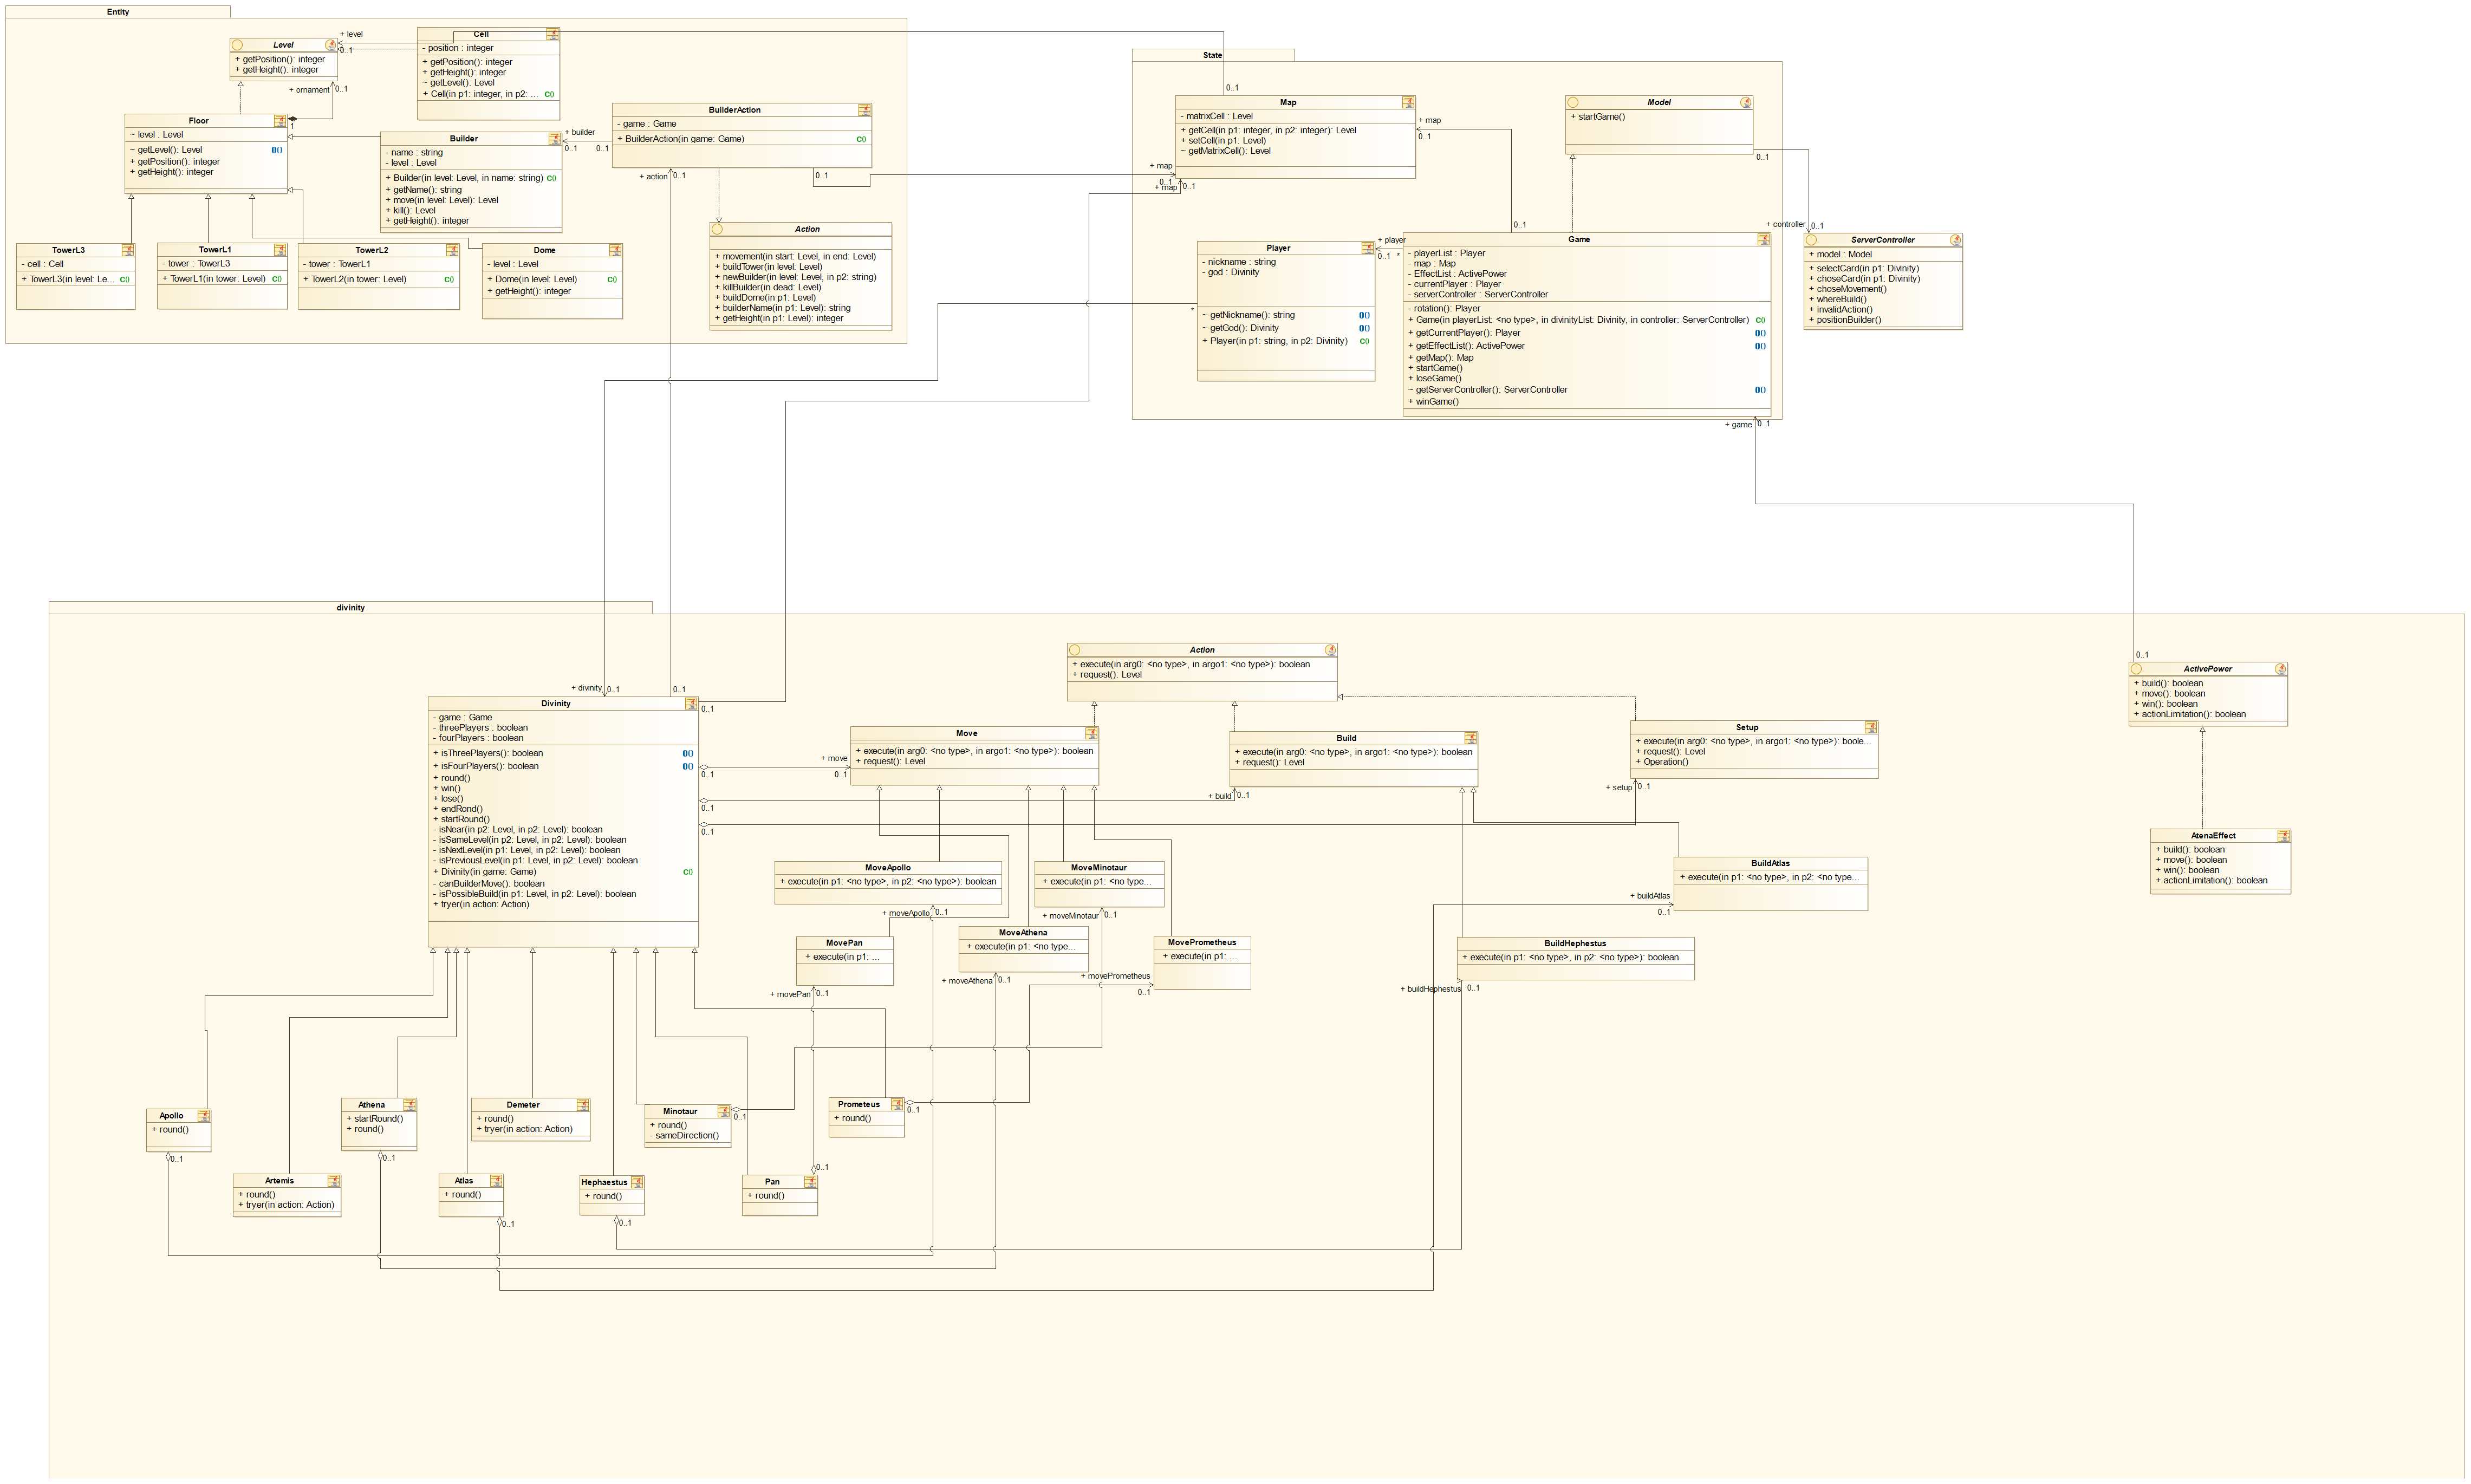 Entity
+ level
0..1
Level
+ getPosition(): integer
+ getHeight(): integer
+ ornament
0..1
Cell
- position : integer
+ getPosition(): integer
+ getHeight(): integer
~ getLevel(): Level
+ Cell(in p1: integer, in p2: ... C()
Floor
1
~ level : Level
~ getLevel(): Level 0()
+ getPosition(): integer
+ getHeight(): integer
Builder
- name : string
- level : Level
+ Builder(in level: Level, in name: string) C()
+ getName(): string
+ move(in level: Level): Level
+ kill(): Level
+ getHeight(): integer
+ builder
0..1
0..1
BuilderAction
- game : Game
+ BuilderAction(in game: Game) C()
+ action
0..1
0..1
Action
+ movement(in start: Level, in end: Level)
+ buildTower(in level: Level)
+ newBuilder(in level: Level, in p2: string)
+ killBuilder(in dead: Level)
+ buildDome(in p1: Level)
+ builderName(in p1: Level): string
+ getHeight(in p1: Level): integer
TowerL3
- cell : Cell
+ TowerL3(in level: Le... C()
TowerL1
- tower : TowerL3
+ TowerL1(in tower: Level) C()
TowerL2
- tower : TowerL1
+ TowerL2(in tower: Level) C()
Dome
- level : Level
+ Dome(in level: Level) C()
+ getHeight(): integer
State
0..1
Map
- matrixCell : Level
+ getCell(in p1: integer, in p2: integer): Level
+ setCell(in p1: Level)
~ getMatrixCell(): Level
+ map
0..1
+ map
0..1
+ map
0..1
Model
+ startGame()
0..1
+ controller
0..1
ServerController
+ model : Model
+ selectCard(in p1: Divinity)
+ choseCard(in p1: Divinity)
+ choseMovement()
+ whereBuild()
+ invalidAction()
+ positionBuilder()
Player
- nickname : string
- god : Divinity
~ getNickname(): string 0()
~ getGod(): Divinity 0()
+ Player(in p1: string, in p2: Divinity) C()
+ player
0..1
*
*
0..1
Game
- playerList : Player
- map : Map
- EffectList : ActivePower
- currentPlayer : Player
- serverController : ServerController
- rotation(): Player
+ Game(in playerList: <no type>, in divinityList: Divinity, in controller: ServerController) C()
+ getCurrentPlayer(): Player 0()
+ getEffectList(): ActivePower 0()
+ getMap(): Map
+ startGame()
+ loseGame()
~ getServerController(): ServerController 0()
+ winGame()
+ game
0..1
divinity
Action
+ execute(in arg0: <no type>, in argo1: <no type>): boolean
+ request(): Level
0..1
ActivePower
+ build(): boolean
+ move(): boolean
+ win(): boolean
+ actionLimitation(): boolean
+ divinity
0..1
0..1
0..1
Divinity
- game : Game
- threePlayers : boolean
- fourPlayers : boolean
+ isThreePlayers(): boolean 0()
+ isFourPlayers(): boolean 0()
+ round()
+ win()
+ lose()
+ endRond()
+ startRound()
- isNear(in p2: Level, in p2: Level): boolean
- isSameLevel(in p2: Level, in p2: Level): boolean
- isNextLevel(in p1: Level, in p2: Level): boolean
- isPreviousLevel(in p1: Level, in p2: Level): boolean
+ Divinity(in game: Game) C()
- canBuilderMove(): boolean
- isPossibleBuild(in p1: Level, in p2: Level): boolean
+ tryer(in action: Action)
0..1
0..1
0..1
+ move
0..1
Move
+ execute(in arg0: <no type>, in argo1: <no type>): boolean
+ request(): Level
+ build
0..1
Build
+ execute(in arg0: <no type>, in argo1: <no type>): boolean
+ request(): Level
+ setup
0..1
Setup
+ execute(in arg0: <no type>, in argo1: <no type>): boole...
+ request(): Level
+ Operation()
AtenaEffect
+ build(): boolean
+ move(): boolean
+ win(): boolean
+ actionLimitation(): boolean
MoveApollo
+ execute(in p1: <no type>, in p2: <no type>): boolean
+ moveApollo
0..1
MoveMinotaur
+ execute(in p1: <no type...
+ moveMinotaur
0..1
BuildAtlas
+ execute(in p1: <no type>, in p2: <no type...
+ buildAtlas
0..1
MovePan
+ execute(in p1: ...
+ movePan
0..1
MoveAthena
+ execute(in p1: <no type...
+ moveAthena
0..1
MovePrometheus
+ execute(in p1: ...
+ movePrometheus
0..1
BuildHephestus
+ execute(in p1: <no type>, in p2: <no type>): boolean
+ buildHephestus
0..1
Apollo
+ round()
0..1
Athena
+ startRound()
+ round()
0..1
Demeter
+ round()
+ tryer(in action: Action)
Minotaur
+ round()
- sameDirection()
0..1
Prometeus
+ round()
0..1
Artemis
+ round()
+ tryer(in action: Action)
Atlas
+ round()
0..1
Hephaestus
+ round()
0..1
Pan
+ round()
0..1